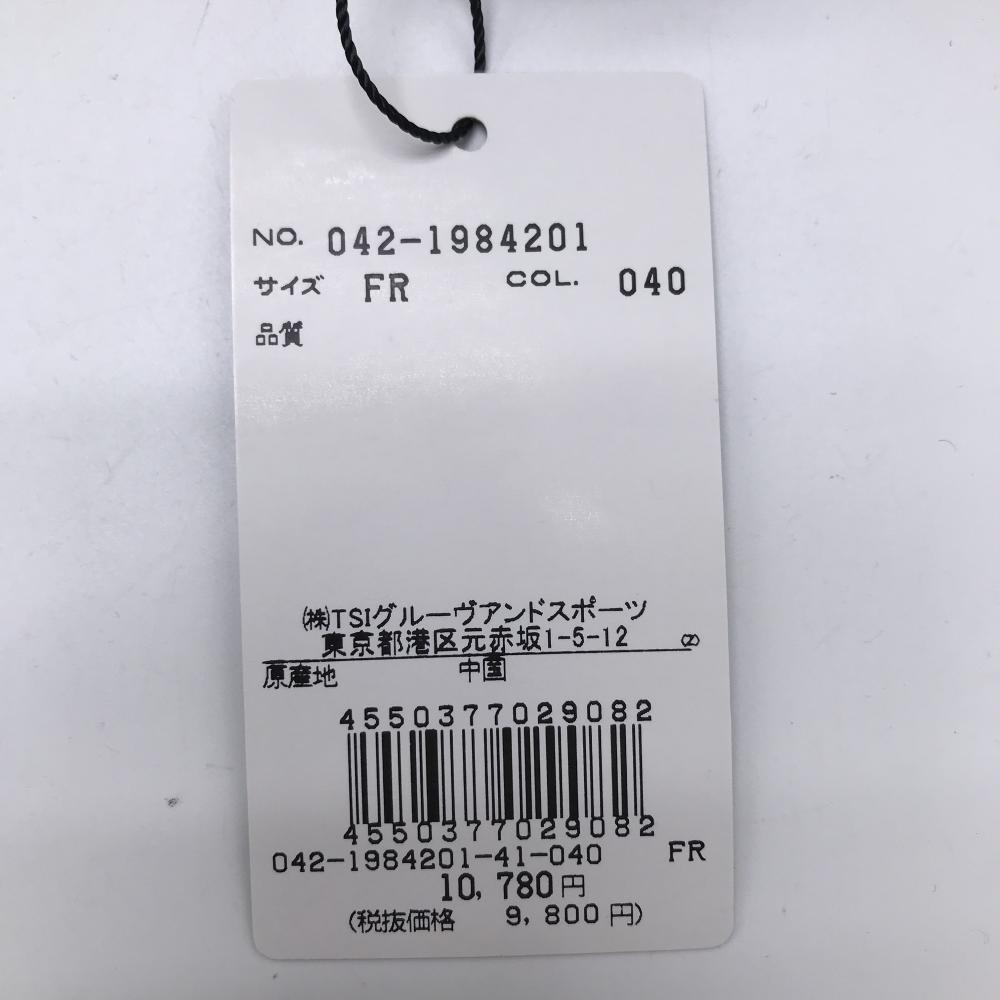 NO. 042-1984201
サイズ FR COL. 040
品質
㈱TSIグルーヴアンドスポーツ
東京都港区元赤坂1-5-12 (Z)
原産地 中国
4550377029082
4550377029082
042-1984201-41-040 FR
10,780円
(税抜価格 9,800円)